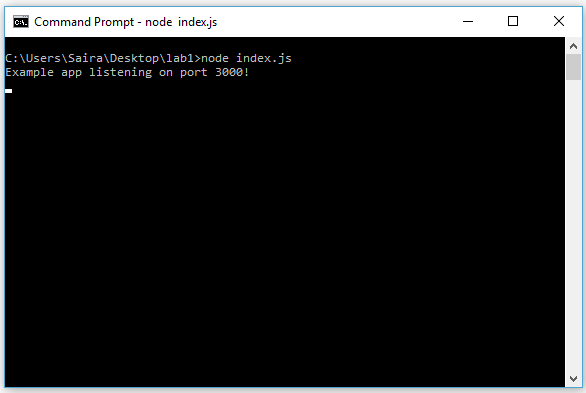 Command Prompt - node  index.js
C:\Users\Saira\Desktop\lab1>node index.js
Example app listening on port 3000!